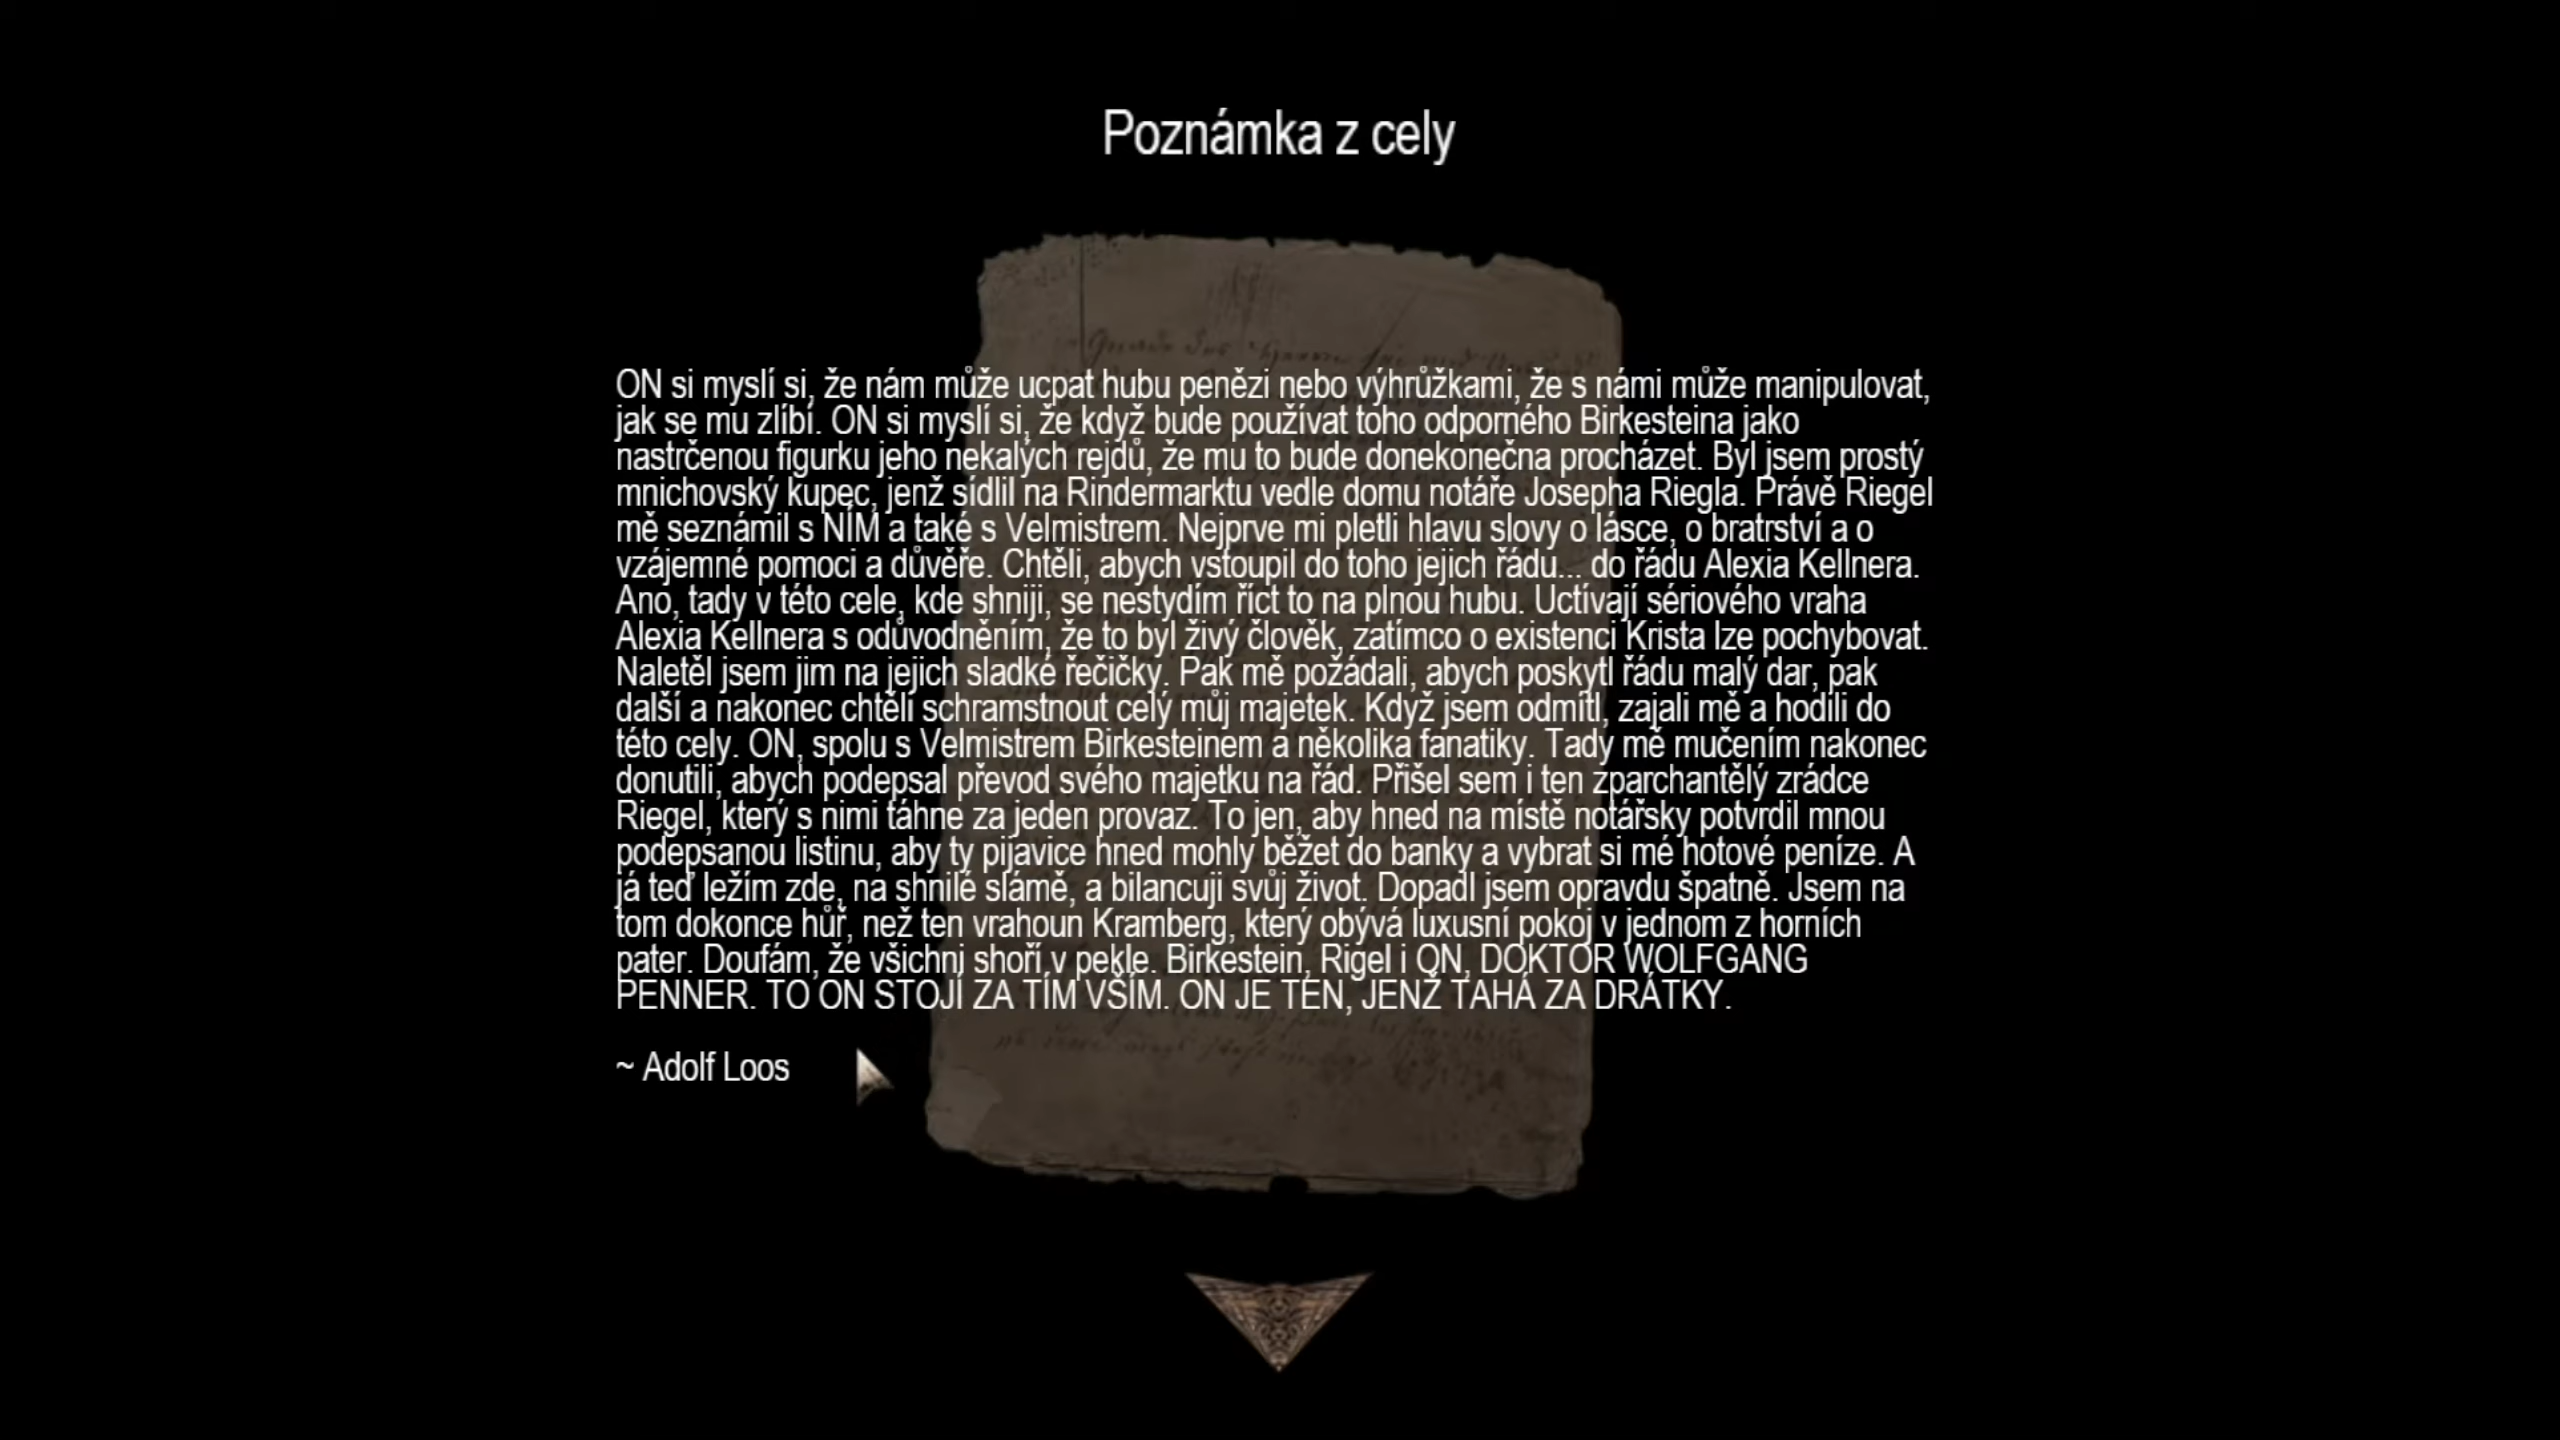 Poznámka z cely
ON si myslí si, že nám může ucpat hubu penězi nebo výhrůžkami, že s námi může manipulovat,
jak se mu zlíbí. ON si myslí si, že když bude používat toho odporného Birkesteina jako
nastrčenou figurku jeho nekalých rejdů, že mu to bude donekonečna procházet. Byl jsem prostý
mnichovský kupec, jenž sídlil na Rindermarktu vedle domu notáře Josepha Riegla. Právě Riegel
mě seznámil s NÍM a také s Velmistrem. Nejprve mi pletli hlavu slovy o lásce, o bratrství a o
vzájemné pomoci a důvěře. Chtěli, abych vstoupil do toho jejich řádu... do řádu Alexia Kellnera.
Ano, tady v této cele, kde shniji, se nestydím říct to na plnou hubu. Uctívají sériového vraha
Alexia Kellnera s odůvodněním, že to byl živý člověk, zatímco o existenci Krista lze pochybovat.
Naletěl jsem jim na jejich sladké řečičky. Pak mě požádali, abych poskytl řádu malý dar, pak
další a nakonec chtěli schramstnout celý můj majetek. Když jsem odmítl, zajali mě a hodili do
této cely. ON, spolu s Velmistrem Birkesteinem a několika fanatiky. Tady mě mučením nakonec
donutili, abych podepsal převod svého majetku na řád. Přišel sem i ten zparchantělý zrádce
Riegel, který s nimi táhne za jeden provaz. To jen, aby hned na místě notářsky potvrdil mnou
podepsanou listinu, aby ty pijavice hned mohly běžet do banky a vybrat si mé hotové peníze. A
já teď ležím zde, na shnilé slámě, a bilancuji svůj život. Dopadl jsem opravdu špatně. Jsem na
tom dokonce hůř, než ten vrahoun Kramberg, který obývá luxusní pokoj v jednom z horních
pater. Doufám, že všichni shoří v pekle. Birkestein, Rigel i ON, DOKTOR WOLFGANG
PENNER. TO ON STOJÍ ZA TÍM VŠÍM. ON JE TEN, JENŽ TAHÁ ZA DRÁTKY.
~ Adolf Loos